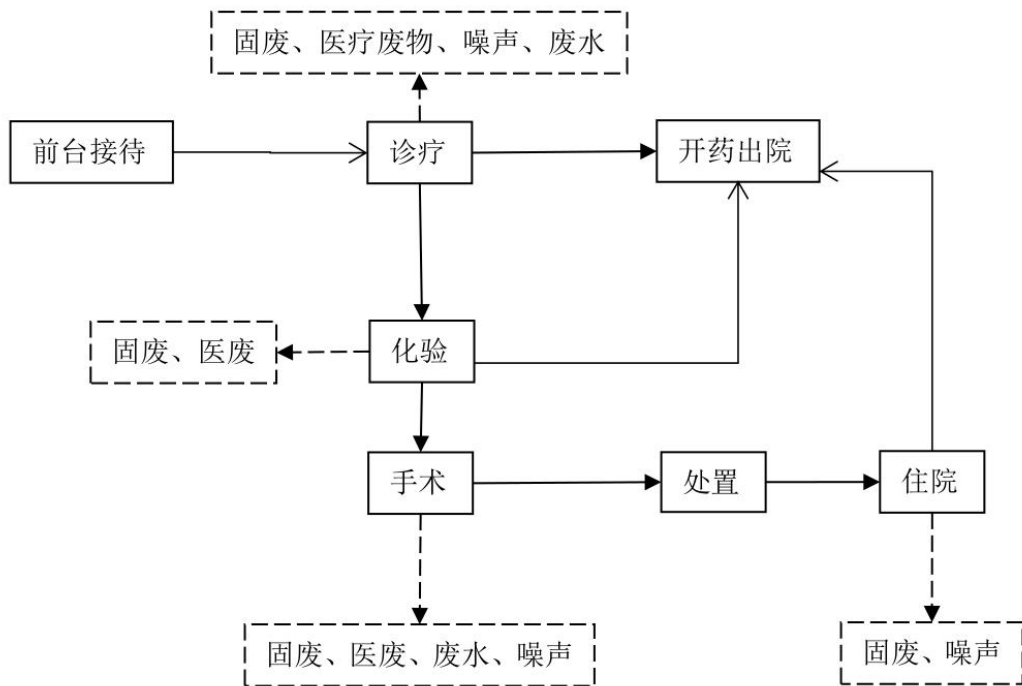 固废、医疗废物、噪声、废水
前台接待
诊疗
开药出院
固废、医废
化验
手术
处置
住院
固废、医废、废水、噪声
固废、噪声